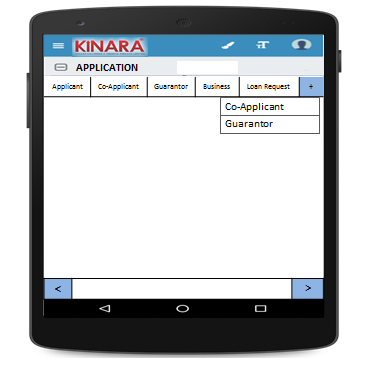 KINARA
APPLICATION
Applicant Co-Applicant Guarantor Business Loan Request +
Co-Applicant
Guarantor
< >